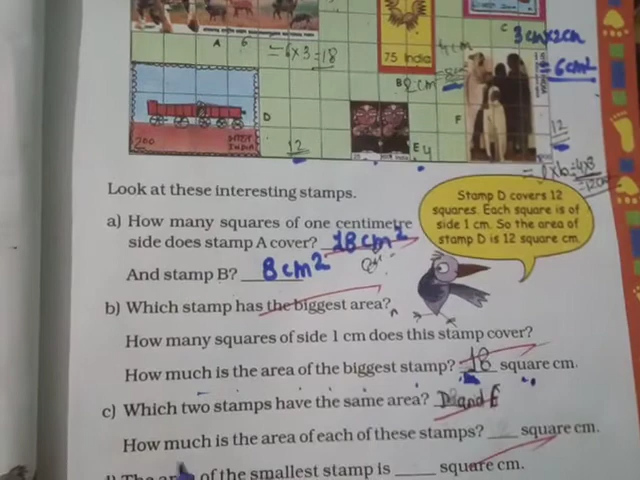 C 3cm x 2cm
A 6 = 6 x 3 = 18
75 India
= 6cm²
B 2cm
200
INDIA
D
12
E 4
F
12
Look at these interesting stamps.
Stamp D covers 12
squares. Each square is of
side 1 cm. So the area of
stamp D is 12 square cm.
a) How many squares of one centimetre
side does stamp A cover? 18 cm²
And stamp B? 8 cm²
b) Which stamp has the biggest area?
How many squares of side 1 cm does this stamp cover?
How much is the area of the biggest stamp? 18 square cm.
c) Which two stamps have the same area? D and E
How much is the area of each of these stamps? ___ square cm.
of the smallest stamp is ____ square cm.